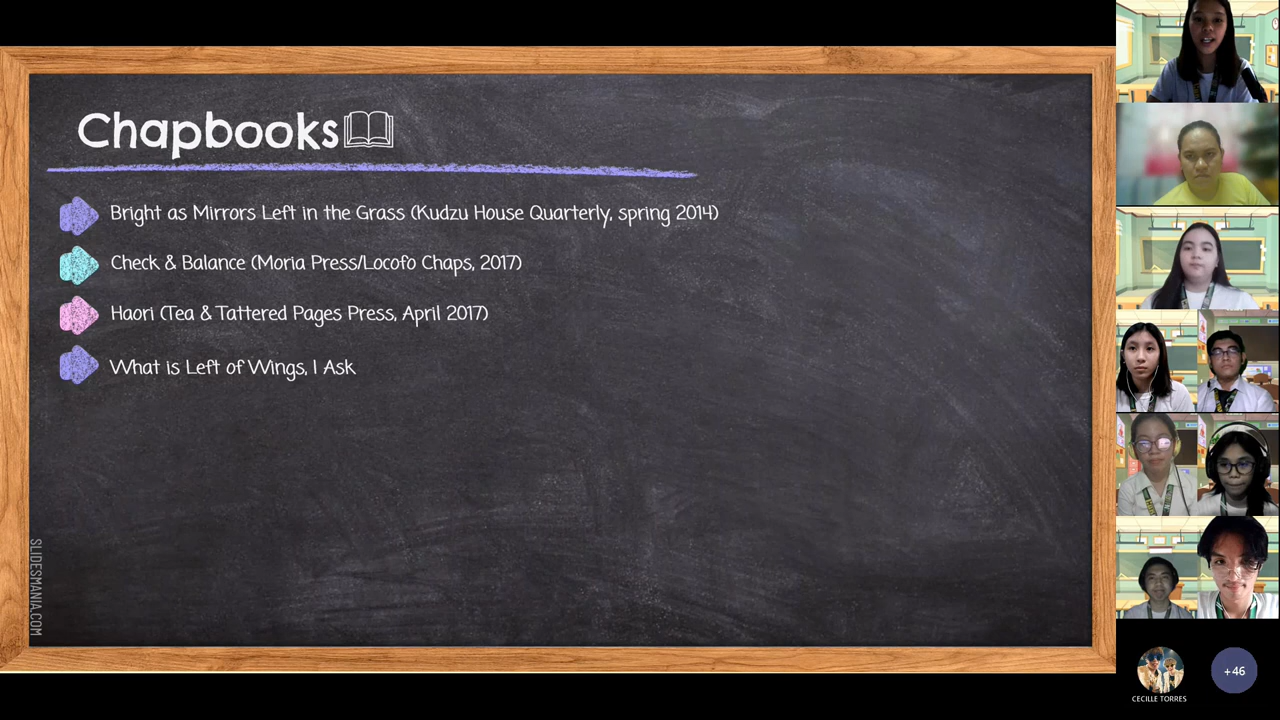 Chapbooks
Bright as Mirrors Left in the Grass (Kudzu House Quarterly, spring 2014)
Check & Balance (Moria Press/Locofo Chaps, 2017)
Haori (Tea & Tattered Pages Press, April 2017)
What is Left of Wings, I Ask
SLIDESMANIA.COM
CECILLE TORRES
+46